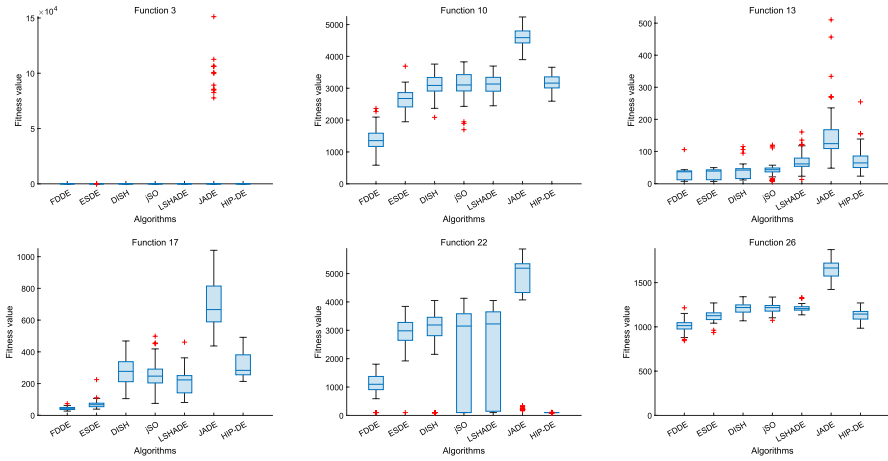 Function 3
×10⁴
15
10
5
0
Fitness value
FDDE
ESDE
DISH
jSO
LSHADE
JADE
HIP-DE
Algorithms
Function 10
5000
4000
3000
2000
1000
0
Fitness value
FDDE
ESDE
DISH
jSO
LSHADE
JADE
HIP-DE
Algorithms
Function 13
500
400
300
200
100
0
Fitness value
FDDE
ESDE
DISH
jSO
LSHADE
JADE
HIP-DE
Algorithms
Function 17
1000
800
600
400
200
0
Fitness value
FDDE
ESDE
DISH
jSO
LSHADE
JADE
HIP-DE
Algorithms
Function 22
5000
4000
3000
2000
1000
0
Fitness value
FDDE
ESDE
DISH
jSO
LSHADE
JADE
HIP-DE
Algorithms
Function 26
1500
1000
500
0
Fitness value
FDDE
ESDE
DISH
jSO
LSHADE
JADE
HIP-DE
Algorithms